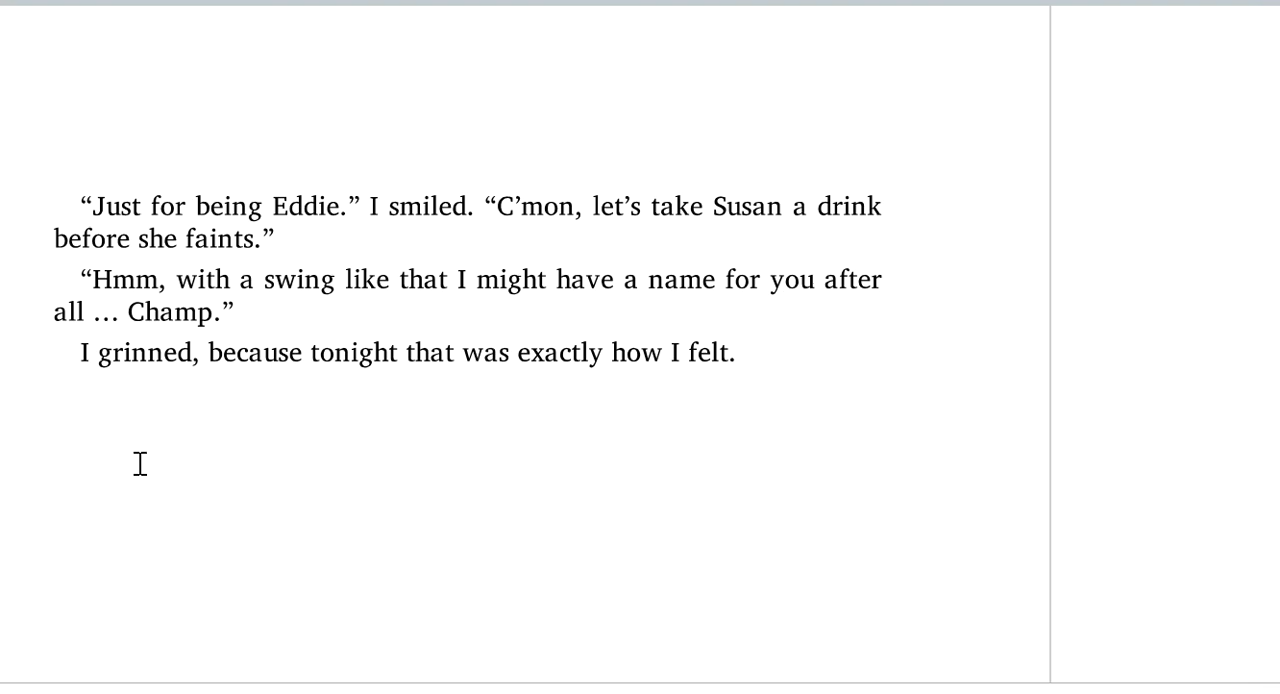 “Just for being Eddie.” I smiled. “C’mon, let’s take Susan a drink
before she faints.”
“Hmm, with a swing like that I might have a name for you after
all … Champ.”
I grinned, because tonight that was exactly how I felt.